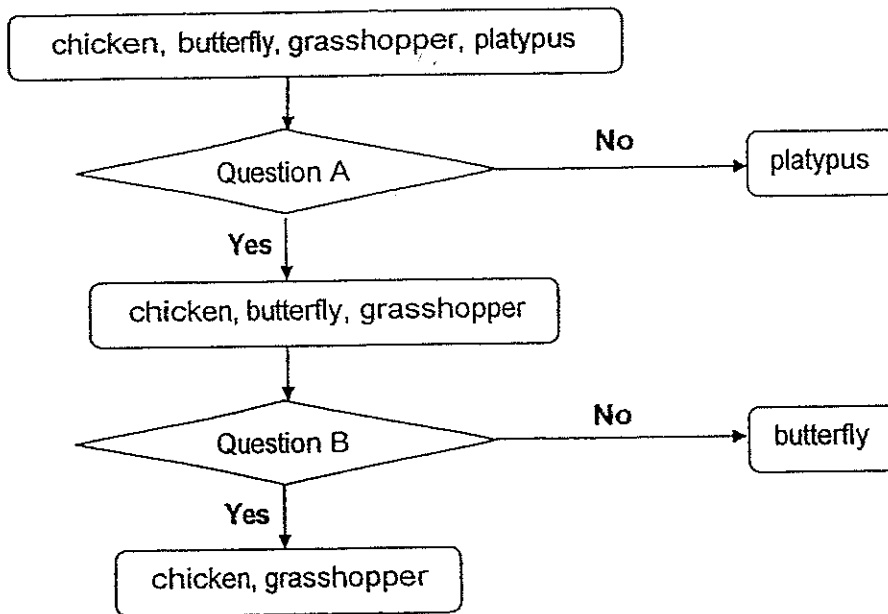 chicken, butterfly, grasshopper, platypus
Question A
No
platypus
Yes
chicken, butterfly, grasshopper
Question B
No
butterfly
Yes
chicken, grasshopper